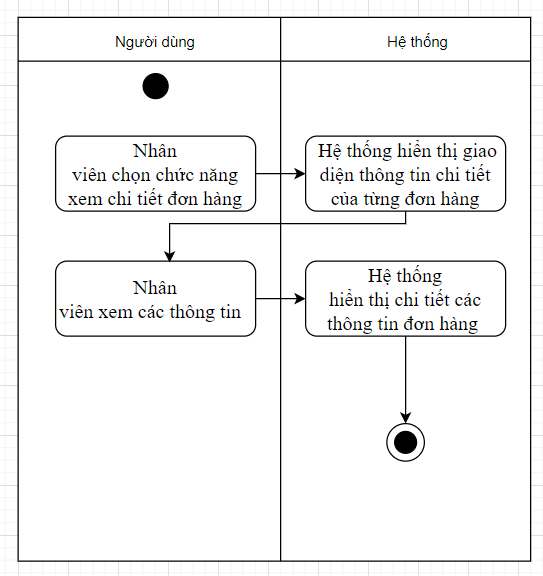 Người dùng
Hệ thống
Nhân
viên chọn chức năng
xem chi tiết đơn hàng
Hệ thống hiển thị giao
diện thông tin chi tiết
của từng đơn hàng
Nhân
viên xem các thông tin
Hệ thống
hiển thị chi tiết các
thông tin đơn hàng